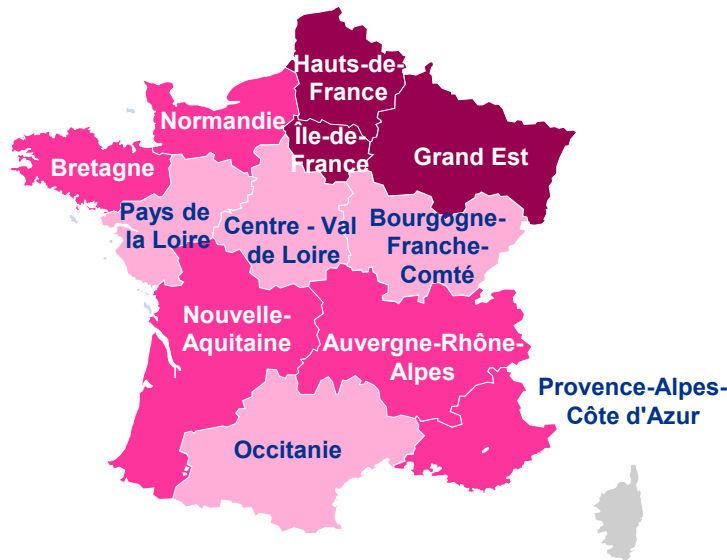 Hauts-de-
France
Normandie
Île-de-
France
Grand Est
Bretagne
Pays de
la Loire
Centre - Val
de Loire
Bourgogne-
Franche-
Comté
Nouvelle-
Aquitaine
Auvergne-Rhône-
Alpes
Provence-Alpes-
Côte d'Azur
Occitanie